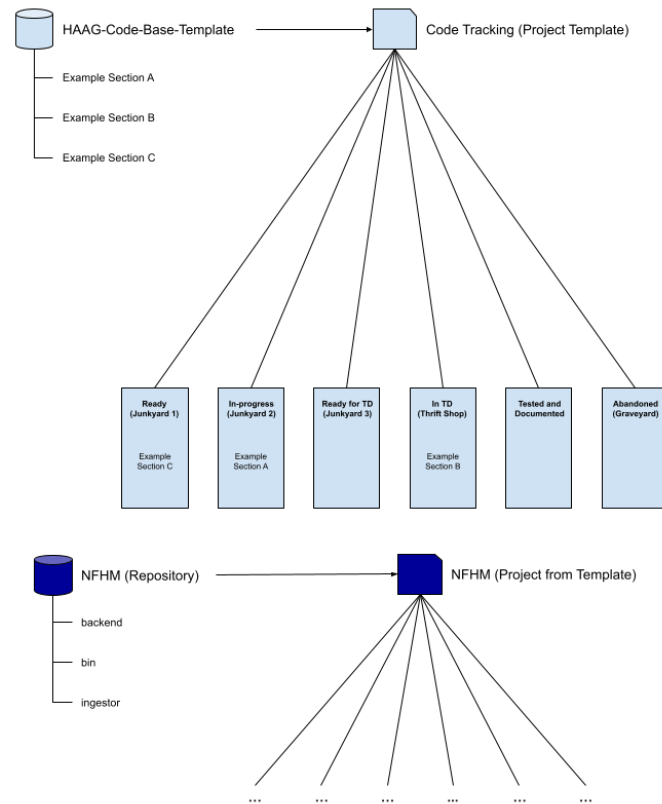 HAAG-Code-Base-Template
Code Tracking (Project Template)
Example Section A
Example Section B
Example Section C
Ready
(Junkyard 1)
Example
Section C
In-progress
(Junkyard 2)
Example
Section A
Ready for TD
(Junkyard 3)
In TD
(Thrift Shop)
Example
Section B
Tested and
Documented
Abandoned
(Graveyard)
NFHM (Repository)
NFHM (Project from Template)
backend
bin
ingestor
... ... ... ... ... ...